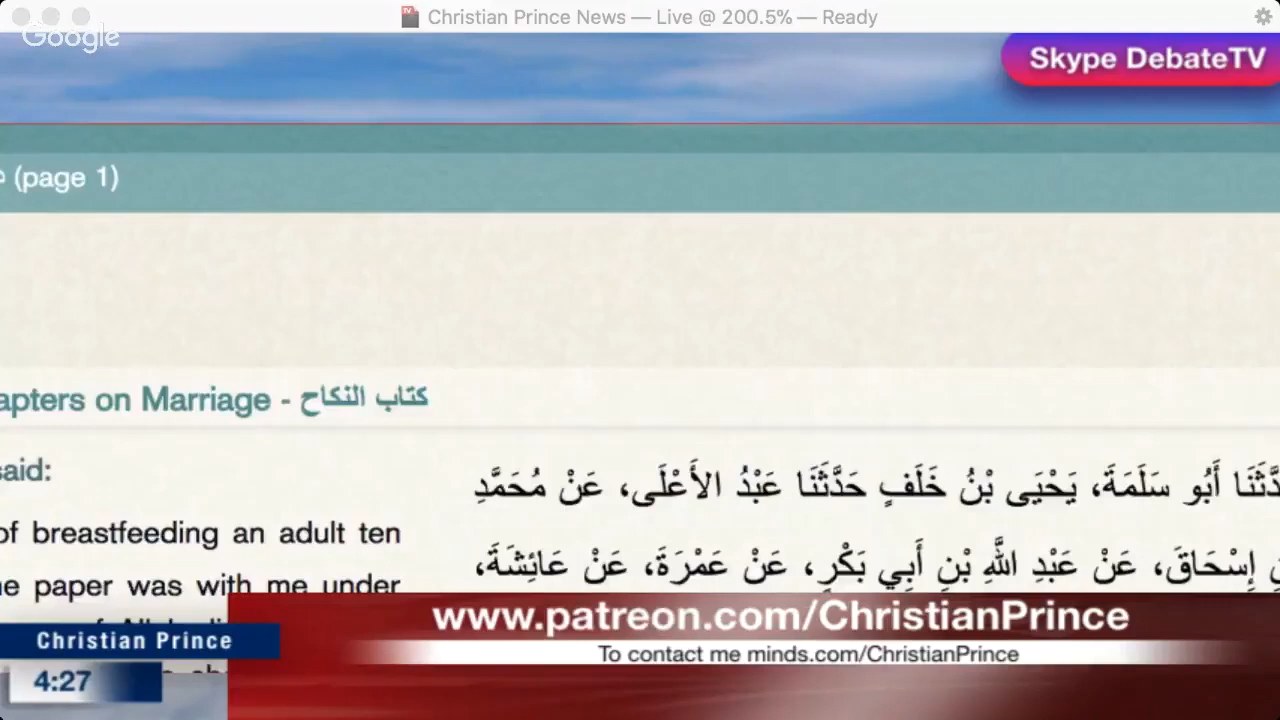 Christian Prince News — Live @ 200.5% — Ready
Google
Skype DebateTV
(page 1)
apters on Marriage - كتاب النكاح
said:
of breastfeeding an adult ten
e paper was with me under
حَدَّثَنَا أَبُو سَلَمَةَ، يَحْيَى بْنُ خَلَفٍ حَدَّثَنَا عَبْدُ الأَعْلَى، عَنْ مُحَمَّدِ
إِسْحَاقَ، عَنْ عَبْدِ اللَّهِ بْنِ أَبِي بَكْرٍ، عَنْ عَمْرَةَ، عَنْ عَائِشَةَ،
www.patreon.com/ChristianPrince
To contact me minds.com/ChristianPrince
Christian Prince
4:27